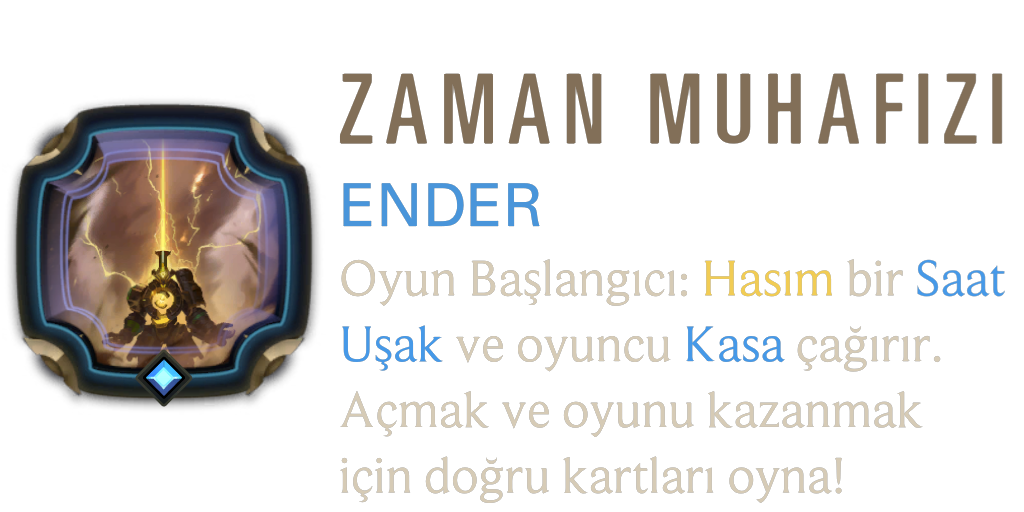 ZAMAN MUHAFIZI
ENDER
Oyun Başlangıcı: Hasım bir Saat
Uşak ve oyuncu Kasa çağırır.
Açmak ve oyunu kazanmak
için doğru kartları oyna!